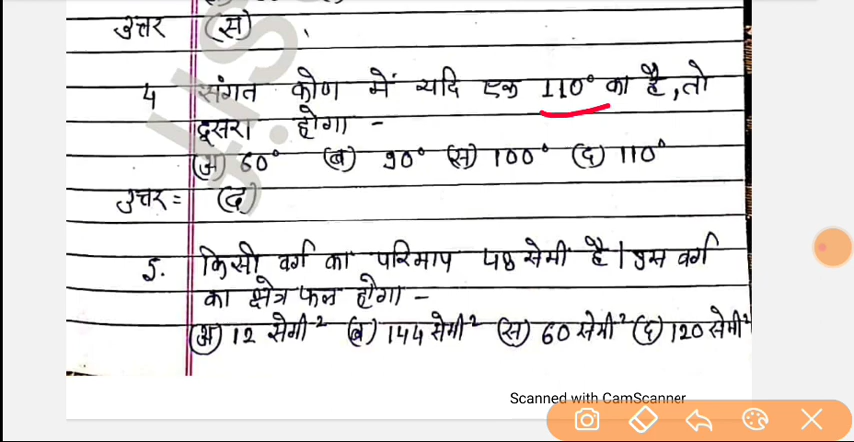 उत्तर (स)
4 संगत कोण में यदि एक 110° का है, तो
दूसरा होगा -
(अ) 60° (ब) 90° (स) 100° (द) 110°
उत्तर = (द)
5. किसी वर्ग का परिमाप 48 सेमी है। इस वर्ग
का क्षेत्रफल होगा -
(अ) 12 सेमी² (ब) 144 सेमी² (स) 60 सेमी² (द) 120 सेमी²
Scanned with CamScanner